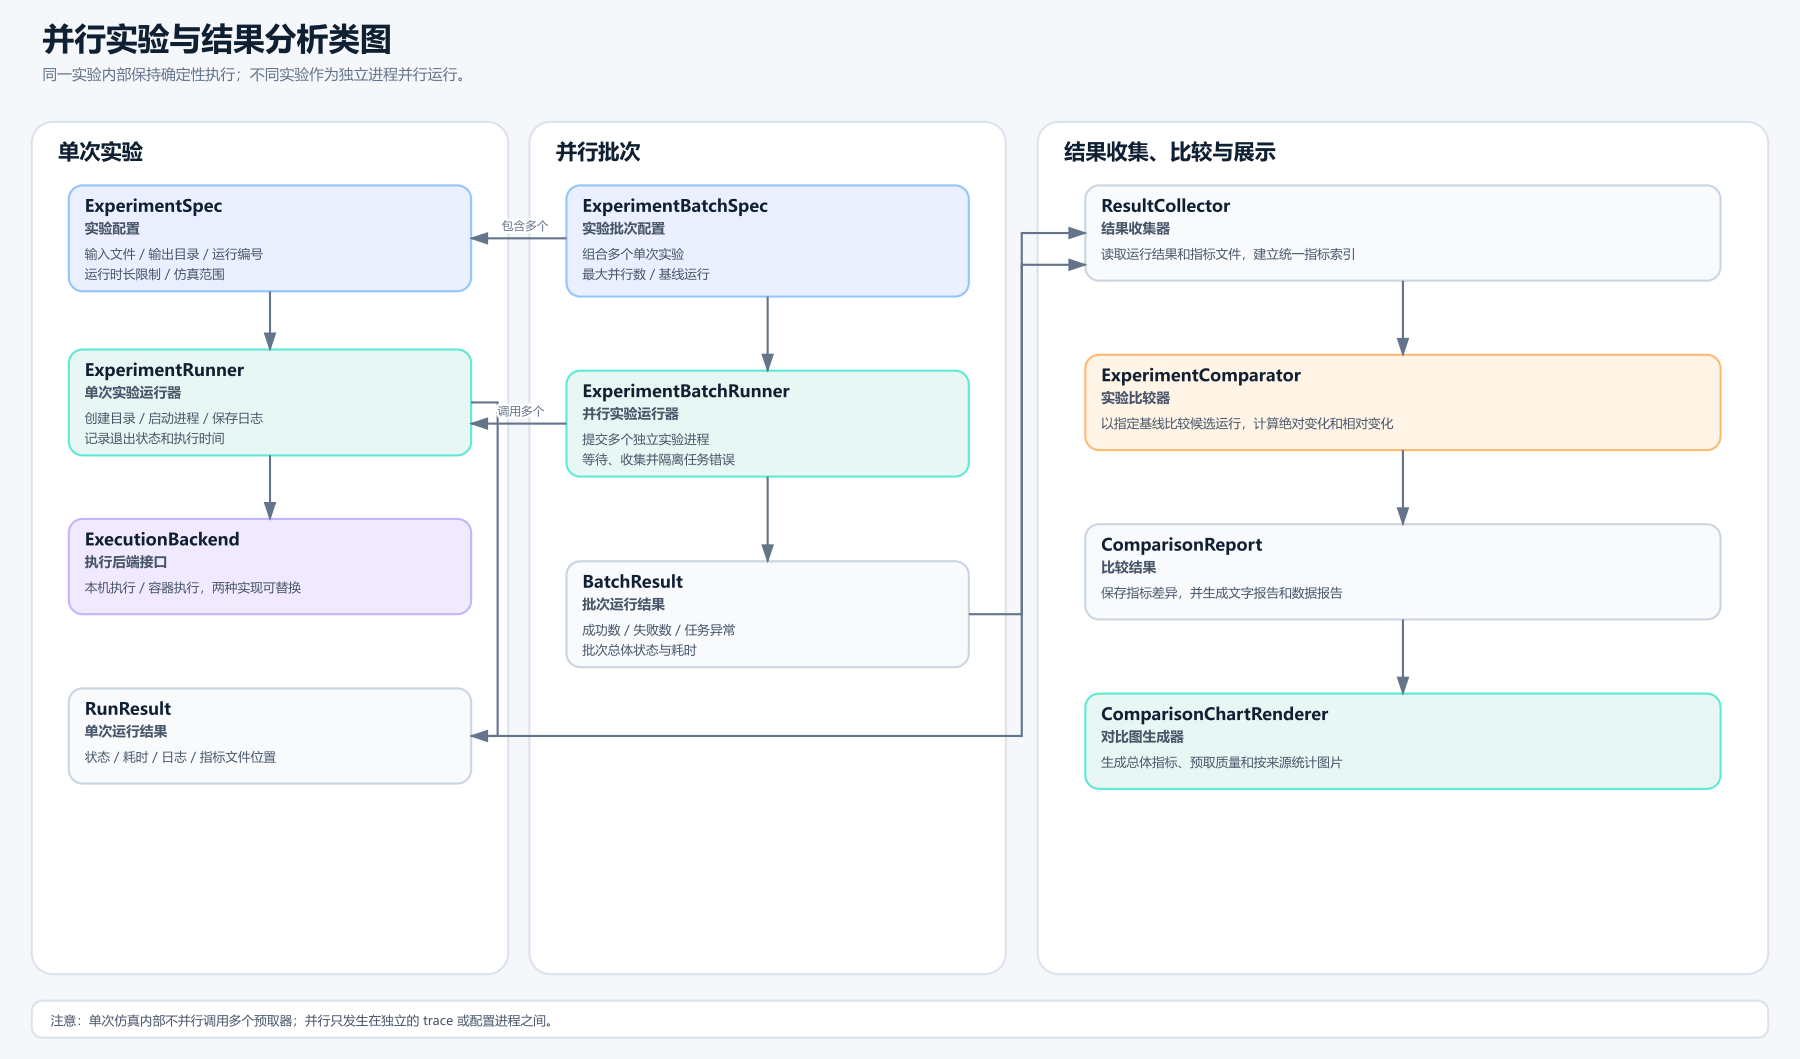 并行实验与结果分析类图
同一实验内部保持确定性执行；不同实验作为独立进程并行运行。
单次实验
ExperimentSpec
实验配置
输入文件 / 输出目录 / 运行编号
运行时长限制 / 仿真范围
ExperimentRunner
单次实验运行器
创建目录 / 启动进程 / 保存日志
记录退出状态和执行时间
ExecutionBackend
执行后端接口
本机执行 / 容器执行，两种实现可替换
RunResult
单次运行结果
状态 / 耗时 / 日志 / 指标文件位置
包含多个
调用多个
并行批次
ExperimentBatchSpec
实验批次配置
组合多个单次实验
最大并行数 / 基线运行
ExperimentBatchRunner
并行实验运行器
提交多个独立实验进程
等待、收集并隔离任务错误
BatchResult
批次运行结果
成功数 / 失败数 / 任务异常
批次总体状态与耗时
结果收集、比较与展示
ResultCollector
结果收集器
读取运行结果和指标文件，建立统一指标索引
ExperimentComparator
实验比较器
以指定基线比较候选运行，计算绝对变化和相对变化
ComparisonReport
比较结果
保存指标差异，并生成文字报告和数据报告
ComparisonChartRenderer
对比图生成器
生成总体指标、预取质量和按来源统计图片
注意：单次仿真内部不并行调用多个预取器；并行只发生在独立的 trace 或配置进程之间。